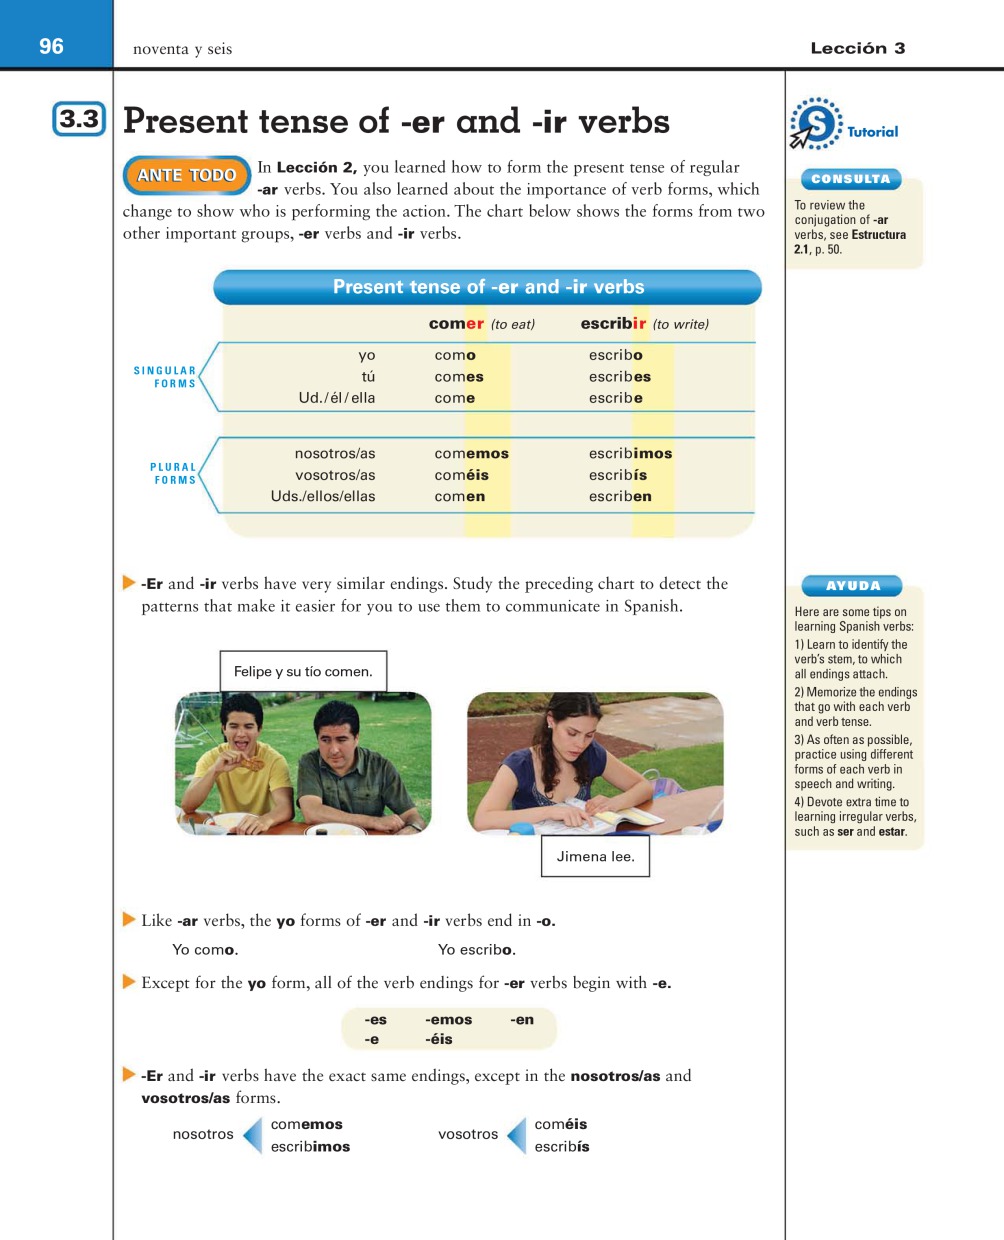 96
noventa y seis
Lección 3
3.3
Present tense of -er and -ir verbs
ANTE TODO
In Lección 2, you learned how to form the present tense of regular
-ar verbs. You also learned about the importance of verb forms, which
change to show who is performing the action. The chart below shows the forms from two
other important groups, -er verbs and -ir verbs.
S
Tutorial
CONSULTA
To review the
conjugation of -ar
verbs, see Estructura
2.1, p. 50.
Present tense of -er and -ir verbs
comer (to eat) escribir (to write)
SINGULAR
FORMS
yo como escribo
tú comes escribes
Ud./él/ella come escribe
PLURAL
FORMS
nosotros/as comemos escribimos
vosotros/as coméis escribís
Uds./ellos/ellas comen escriben
-Er and -ir verbs have very similar endings. Study the preceding chart to detect the
patterns that make it easier for you to use them to communicate in Spanish.
Felipe y su tío comen.
Jimena lee.
AYUDA
Here are some tips on
learning Spanish verbs:
1) Learn to identify the
verb's stem, to which
all endings attach.
2) Memorize the endings
that go with each verb
and verb tense.
3) As often as possible,
practice using different
forms of each verb in
speech and writing.
4) Devote extra time to
learning irregular verbs,
such as ser and estar.
Like -ar verbs, the yo forms of -er and -ir verbs end in -o.
Yo como. Yo escribo.
Except for the yo form, all of the verb endings for -er verbs begin with -e.
-es -emos -en
-e -éis
-Er and -ir verbs have the exact same endings, except in the nosotros/as and
vosotros/as forms.
nosotros
comemos
escribimos
vosotros
coméis
escribís